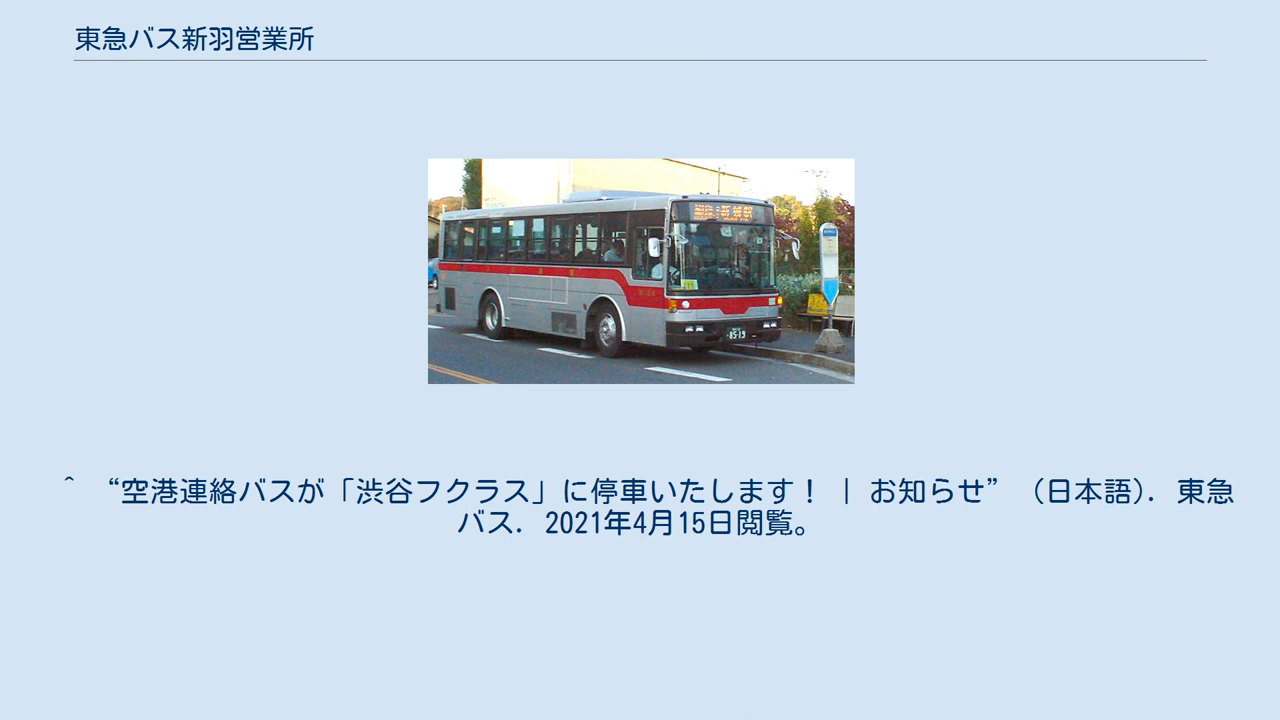 東急バス新羽営業所
85-19
^ “空港連絡バスが「渋谷フクラス」に停車いたします！ | お知らせ” （日本語）. 東急
バス. 2021年4月15日閲覧。